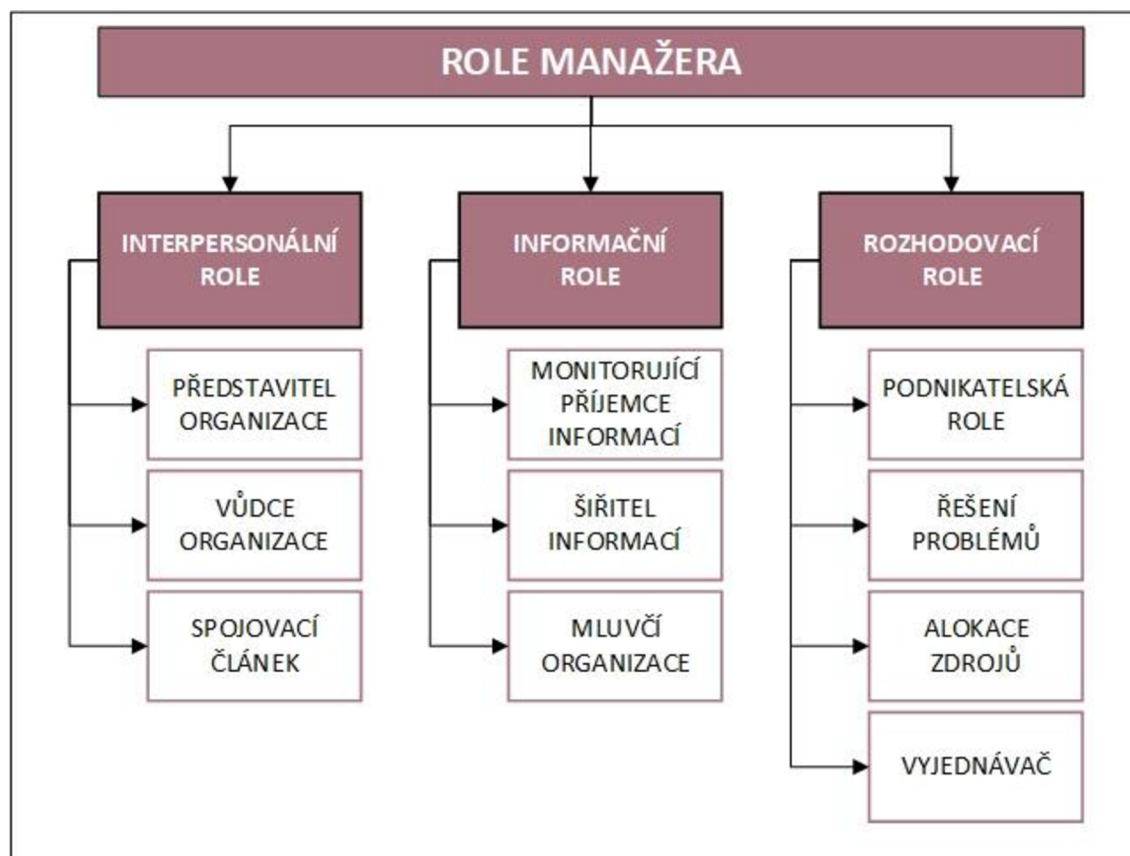 ROLE MANAŽERA
INTERPERSONÁLNÍ
ROLE
PŘEDSTAVITEL
ORGANIZACE
VŮDCE
ORGANIZACE
SPOJOVACÍ
ČLÁNEK
INFORMAČNÍ
ROLE
MONITORUJÍCÍ
PŘÍJEMCE
INFORMACÍ
ŠIŘITEL
INFORMACÍ
MLUVČÍ
ORGANIZACE
ROZHODOVACÍ
ROLE
PODNIKATELSKÁ
ROLE
ŘEŠENÍ
PROBLÉMŮ
ALOKACE
ZDROJŮ
VYJEDNÁVAČ